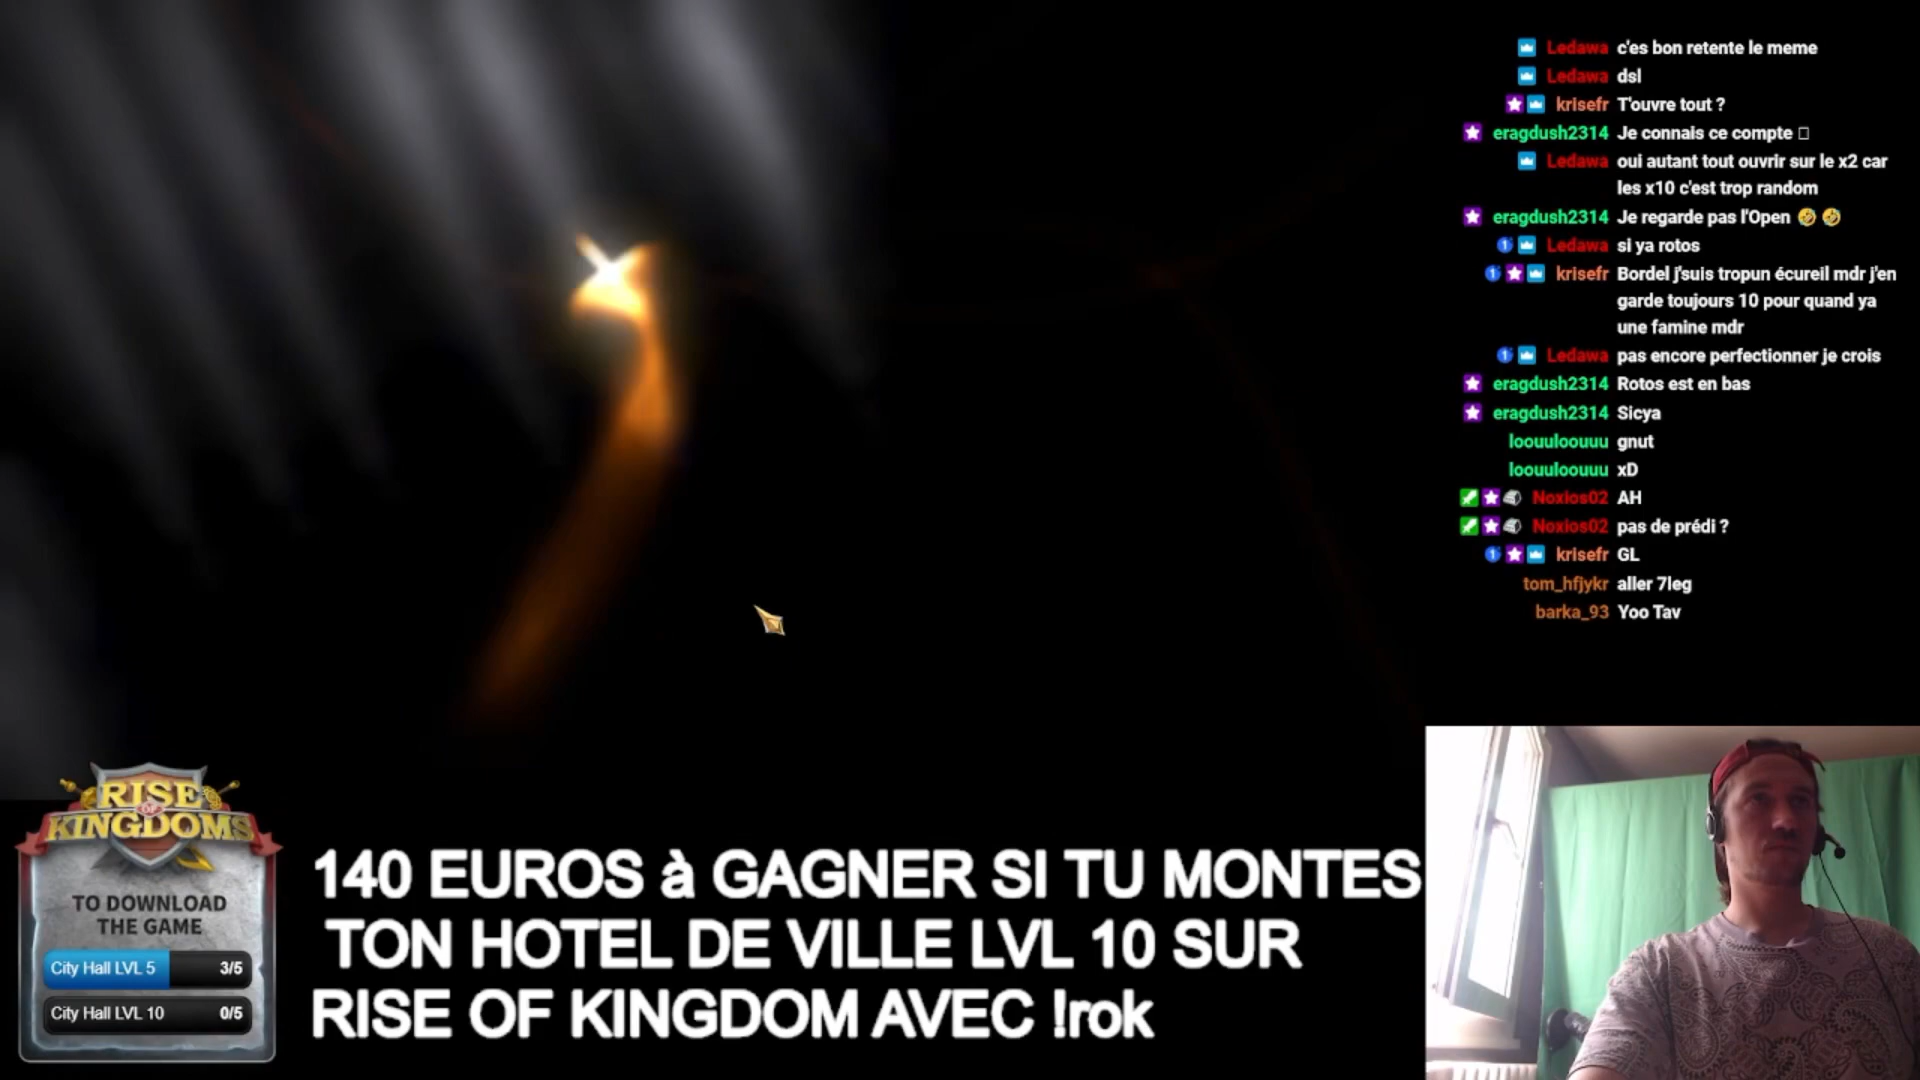 Ledawa c'es bon retente le meme
Ledawa dsl
krisefr T'ouvre tout ?
eragdush2314 Je connais ce compte
Ledawa oui autant tout ouvrir sur le x2 car
les x10 c'est trop random
eragdush2314 Je regarde pas l'Open 🤣 🤣
Ledawa si ya rotos
krisefr Bordel j'suis tropun écureil mdr j'en
garde toujours 10 pour quand ya
une famine mdr
Ledawa pas encore perfectionner je crois
eragdush2314 Rotos est en bas
eragdush2314 Sicya
loouuloouuu gnut
loouuloouuu xD
Noxios02 AH
Noxios02 pas de prédi ?
krisefr GL
tom_hfjykr aller 7leg
barka_93 Yoo Tav
RISE
OF
KINGDOMS
TO DOWNLOAD
THE GAME
City Hall LVL 5 3/5
City Hall LVL 10 0/5
140 EUROS à GAGNER SI TU MONTES
TON HOTEL DE VILLE LVL 10 SUR
RISE OF KINGDOM AVEC !rok